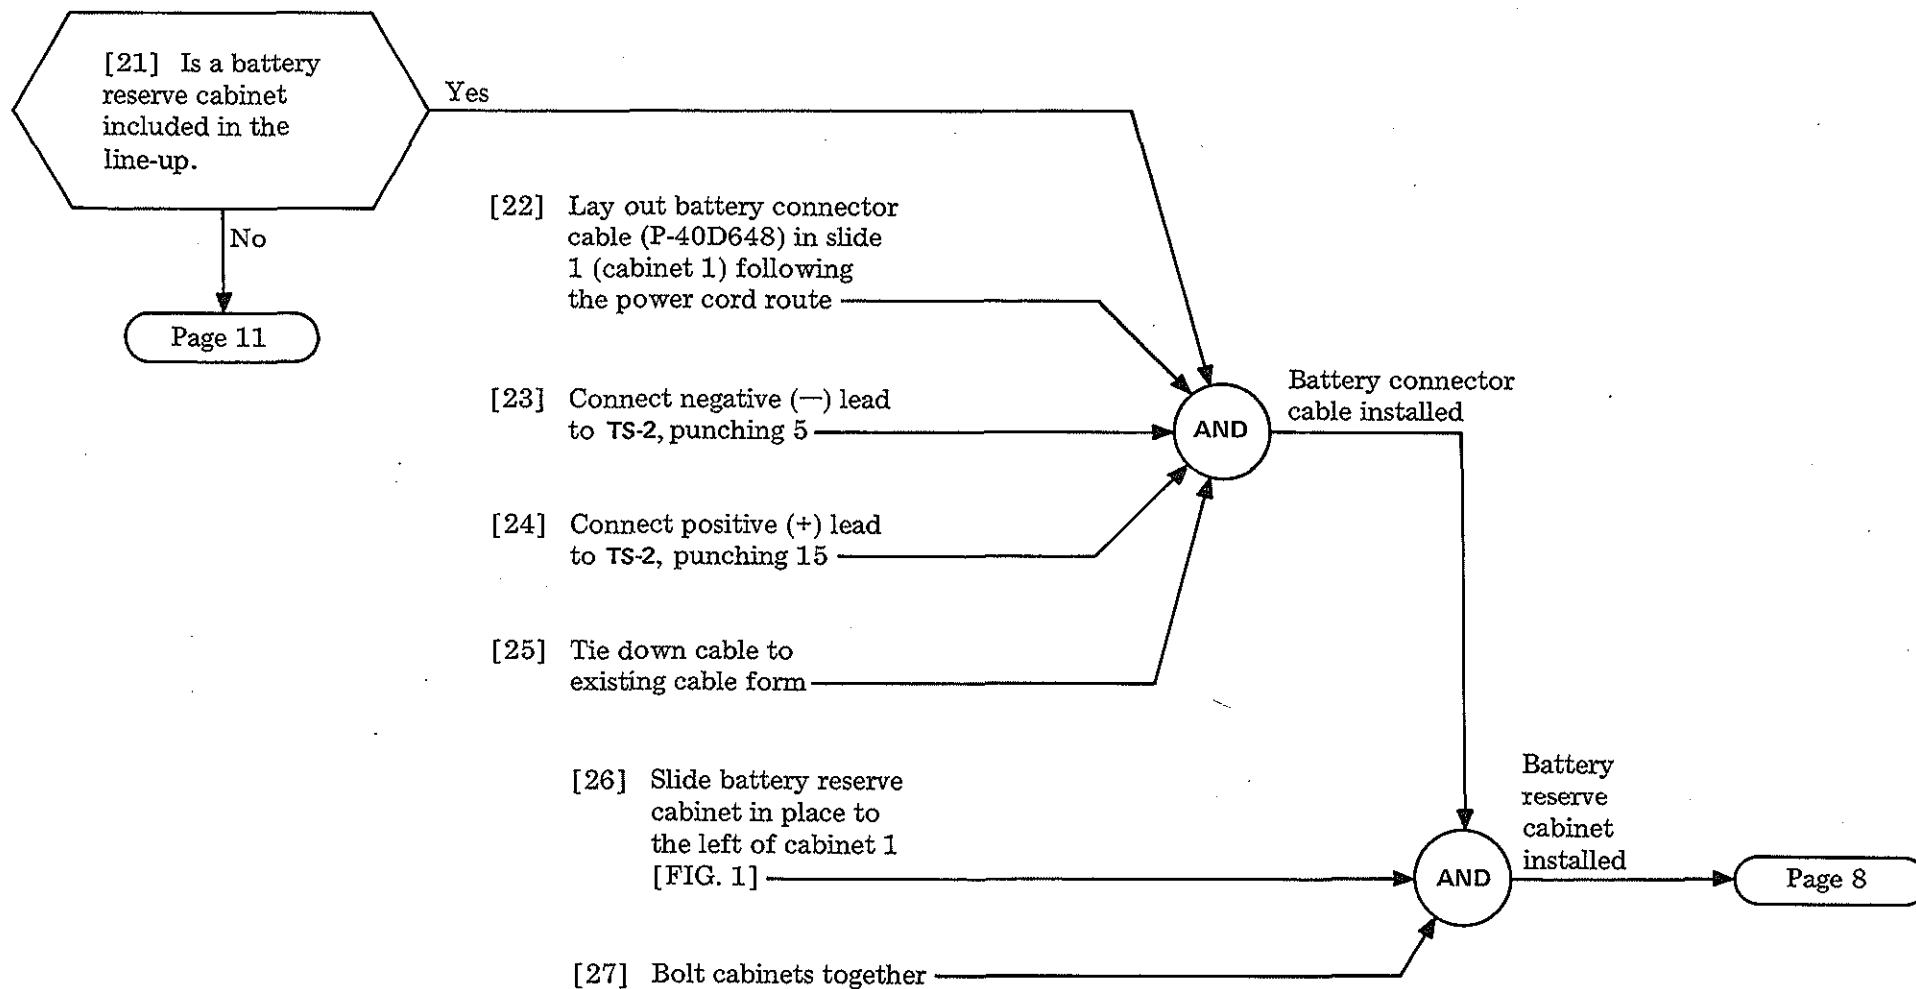 [21] Is a battery
reserve cabinet
included in the
line-up.
Yes
No
Page 11
[22] Lay out battery connector
cable (P-40D648) in slide
1 (cabinet 1) following
the power cord route
[23] Connect negative (—) lead
to TS-2, punching 5
[24] Connect positive (+) lead
to TS-2, punching 15
[25] Tie down cable to
existing cable form
AND
Battery connector
cable installed
[26] Slide battery reserve
cabinet in place to
the left of cabinet 1
[FIG. 1]
[27] Bolt cabinets together
AND
Battery
reserve
cabinet
installed
Page 8